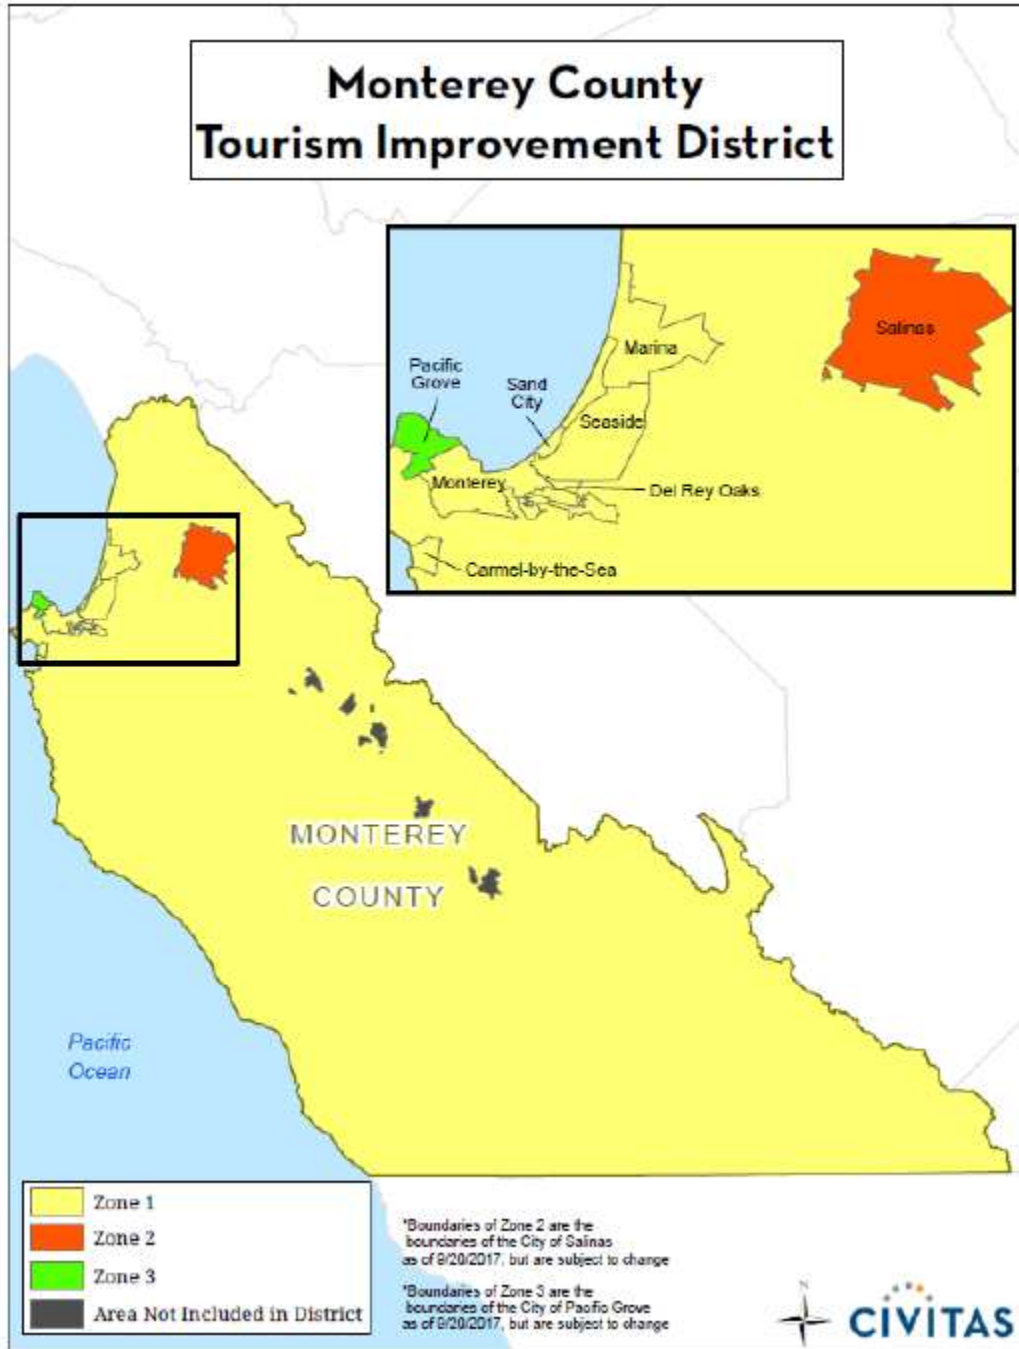 Monterey County
Tourism Improvement District
Salinas
Marina
Pacific
Grove
Sand
City
Seaside
Monterey
Del Rey Oaks
Carmel-by-the-Sea
MONTEREY
COUNTY
Pacific
Ocean
Zone 1
Zone 2
Zone 3
Area Not Included in District
*Boundaries of Zone 2 are the
boundaries of the City of Salinas
as of 9/20/2017, but are subject to change
*Boundaries of Zone 3 are the
boundaries of the City of Pacific Grove
as of 9/20/2017, but are subject to change
N
CIVITAS